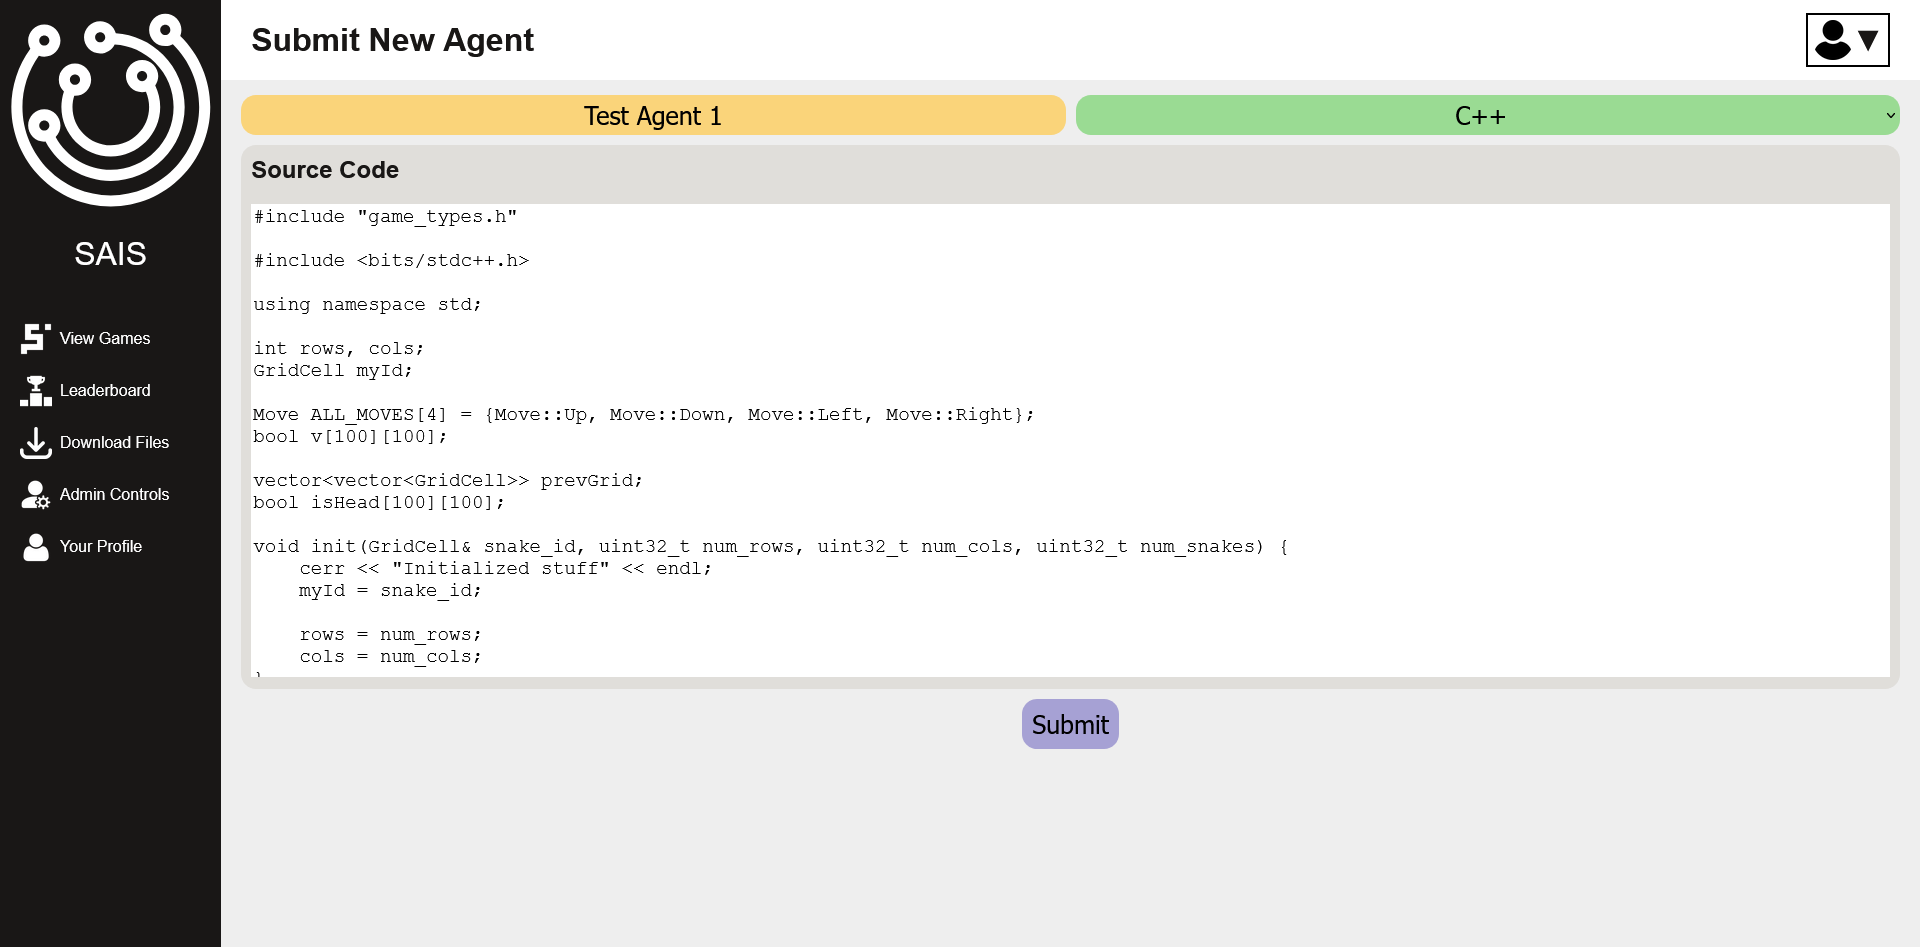 Submit New Agent
SAIS
View Games
Leaderboard
Download Files
Admin Controls
Your Profile
Test Agent 1
C++
Source Code
#include "game_types.h"
#include <bits/stdc++.h>
using namespace std;
int rows, cols;
GridCell myId;
Move ALL_MOVES[4] = {Move::Up, Move::Down, Move::Left, Move::Right};
bool v[100][100];
vector<vector<GridCell>> prevGrid;
bool isHead[100][100];
void init(GridCell& snake_id, uint32_t num_rows, uint32_t num_cols, uint32_t num_snakes) {
    cerr << "Initialized stuff" << endl;
    myId = snake_id;
    rows = num_rows;
    cols = num_cols;
}
Submit